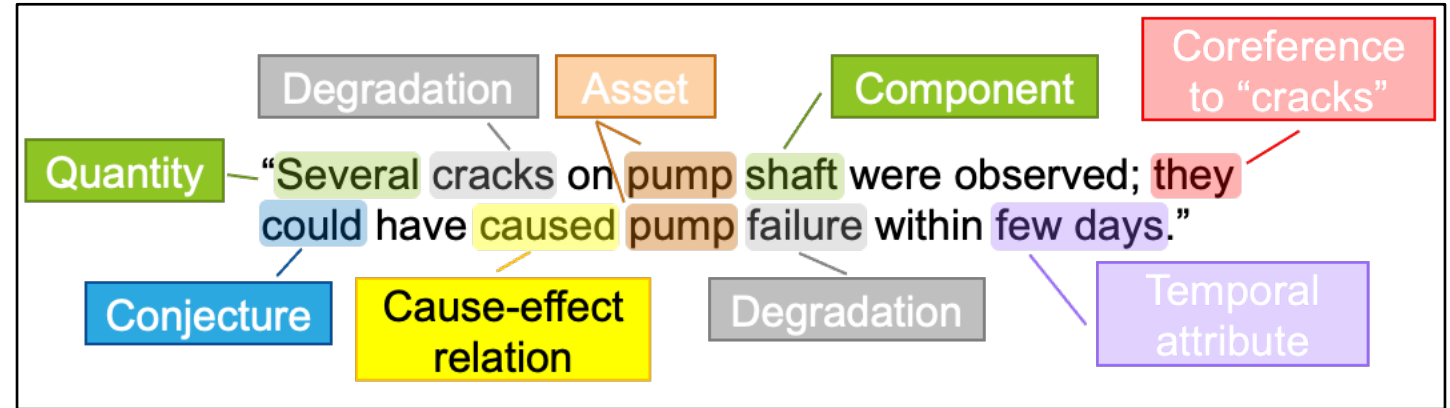 Coreference
to “cracks”
Degradation
Asset
Component
Quantity
“Several cracks on pump shaft were observed; they
could have caused pump failure within few days.”
Conjecture
Cause-effect
relation
Degradation
Temporal
attribute